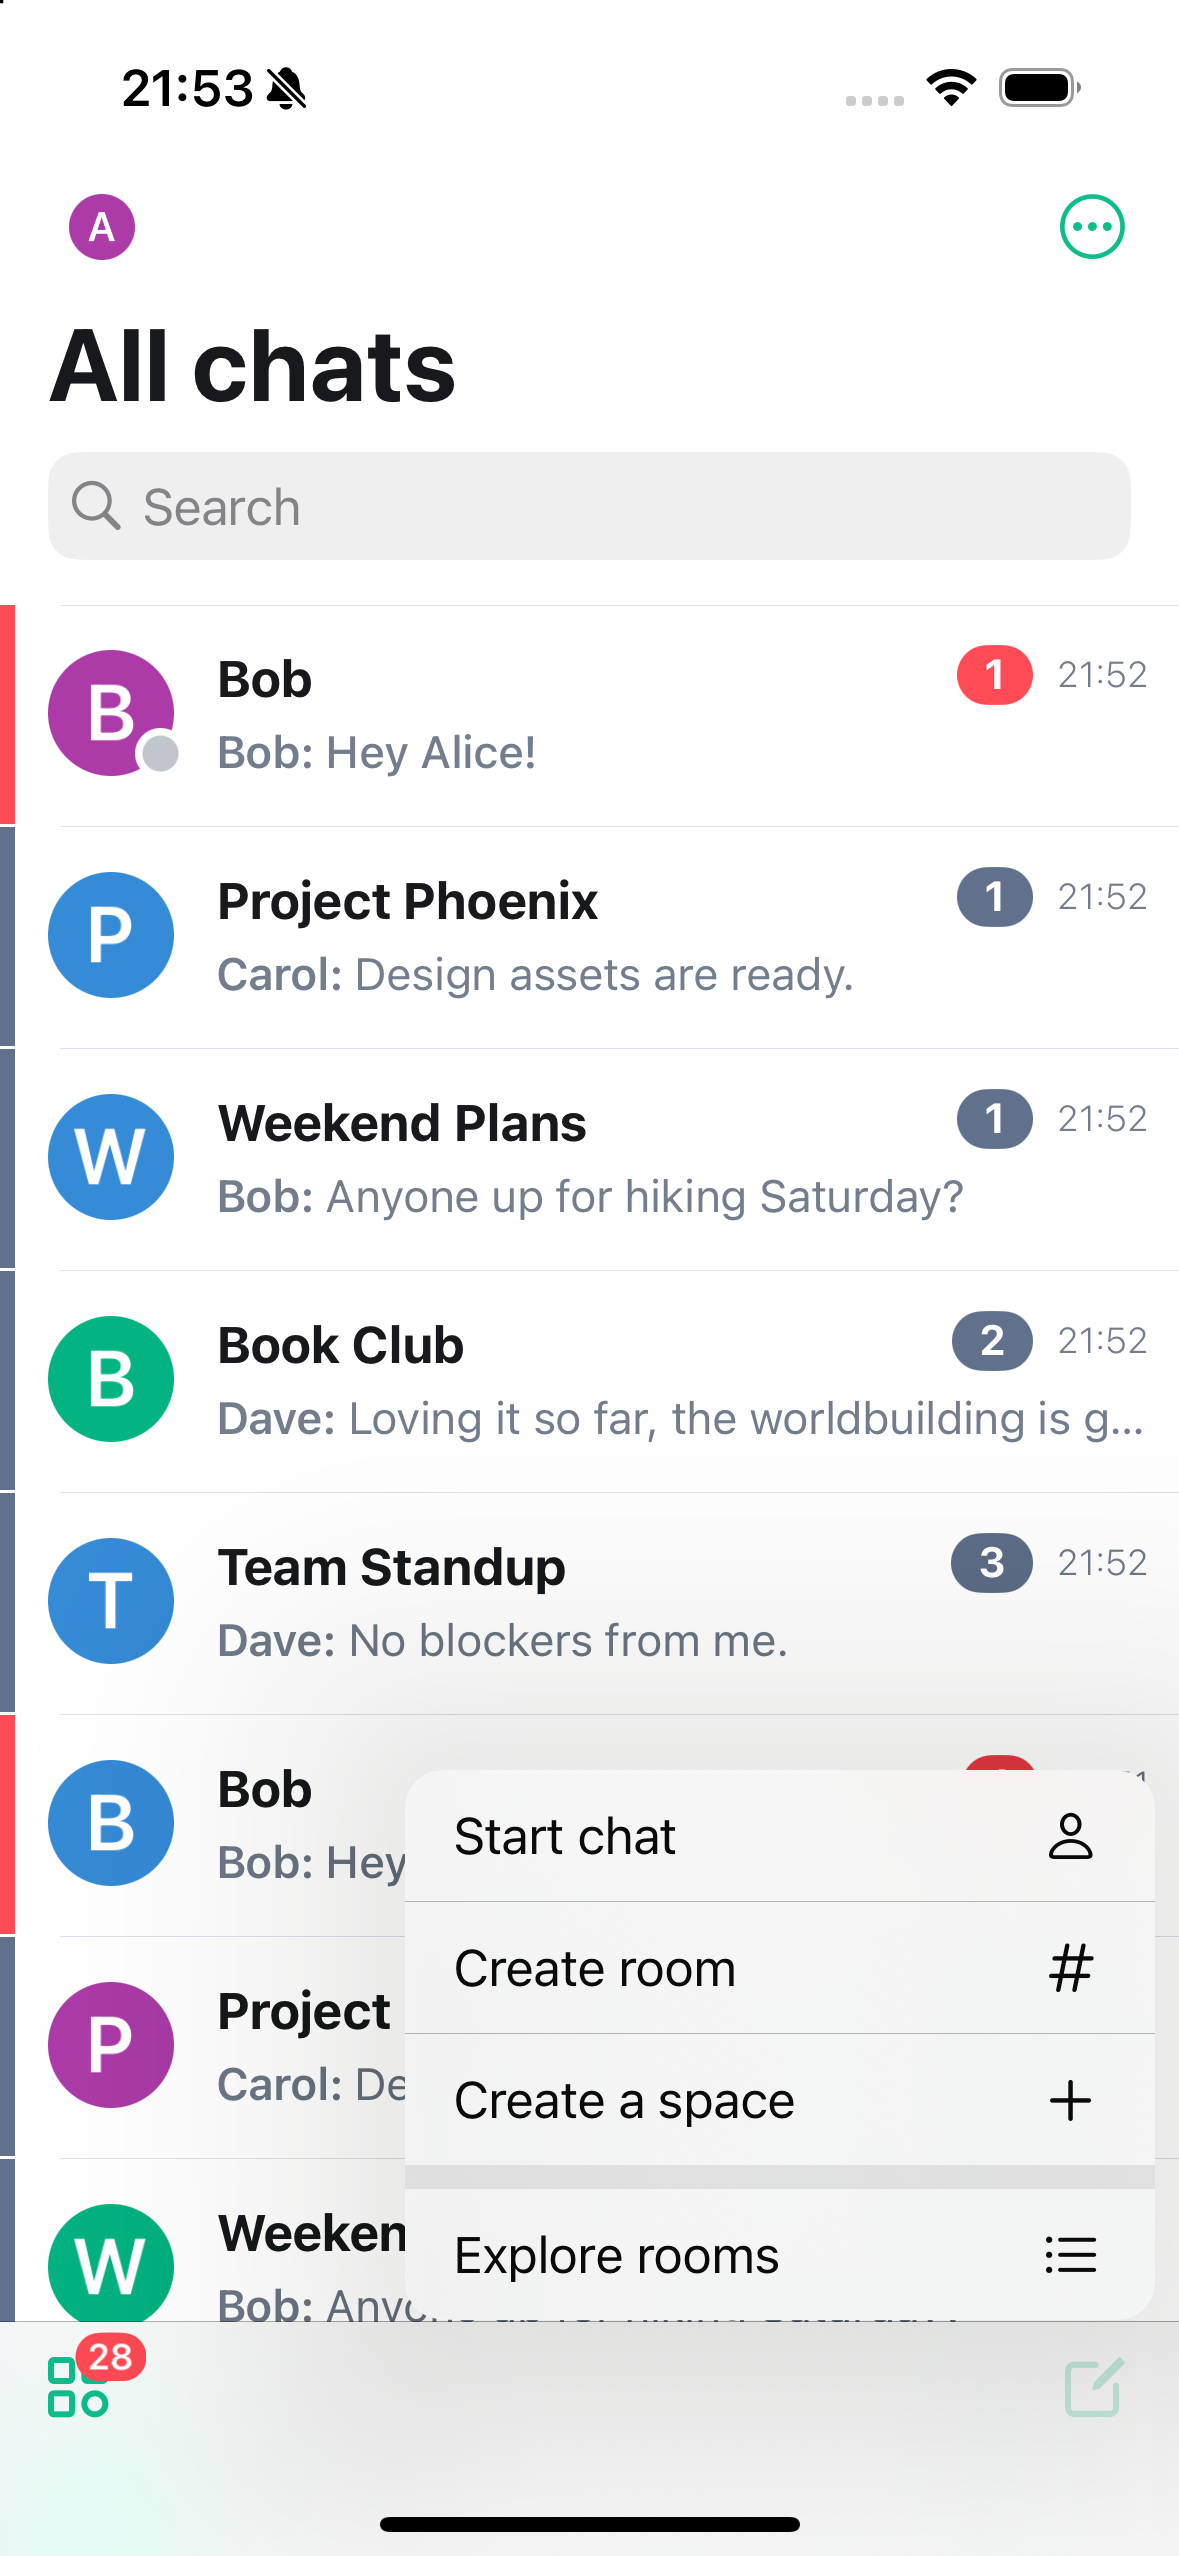 21:53
A
All chats
Search
B
Bob
1
21:52
Bob: Hey Alice!
P
Project Phoenix
1
21:52
Carol: Design assets are ready.
W
Weekend Plans
1
21:52
Bob: Anyone up for hiking Saturday?
B
Book Club
2
21:52
Dave: Loving it so far, the worldbuilding is g...
T
Team Standup
3
21:52
Dave: No blockers from me.
B
Bob
Bob: Hey
Start chat
Create room
P
Project
Carol: De
Create a space
W
Weeken
Explore rooms
Bob:
28